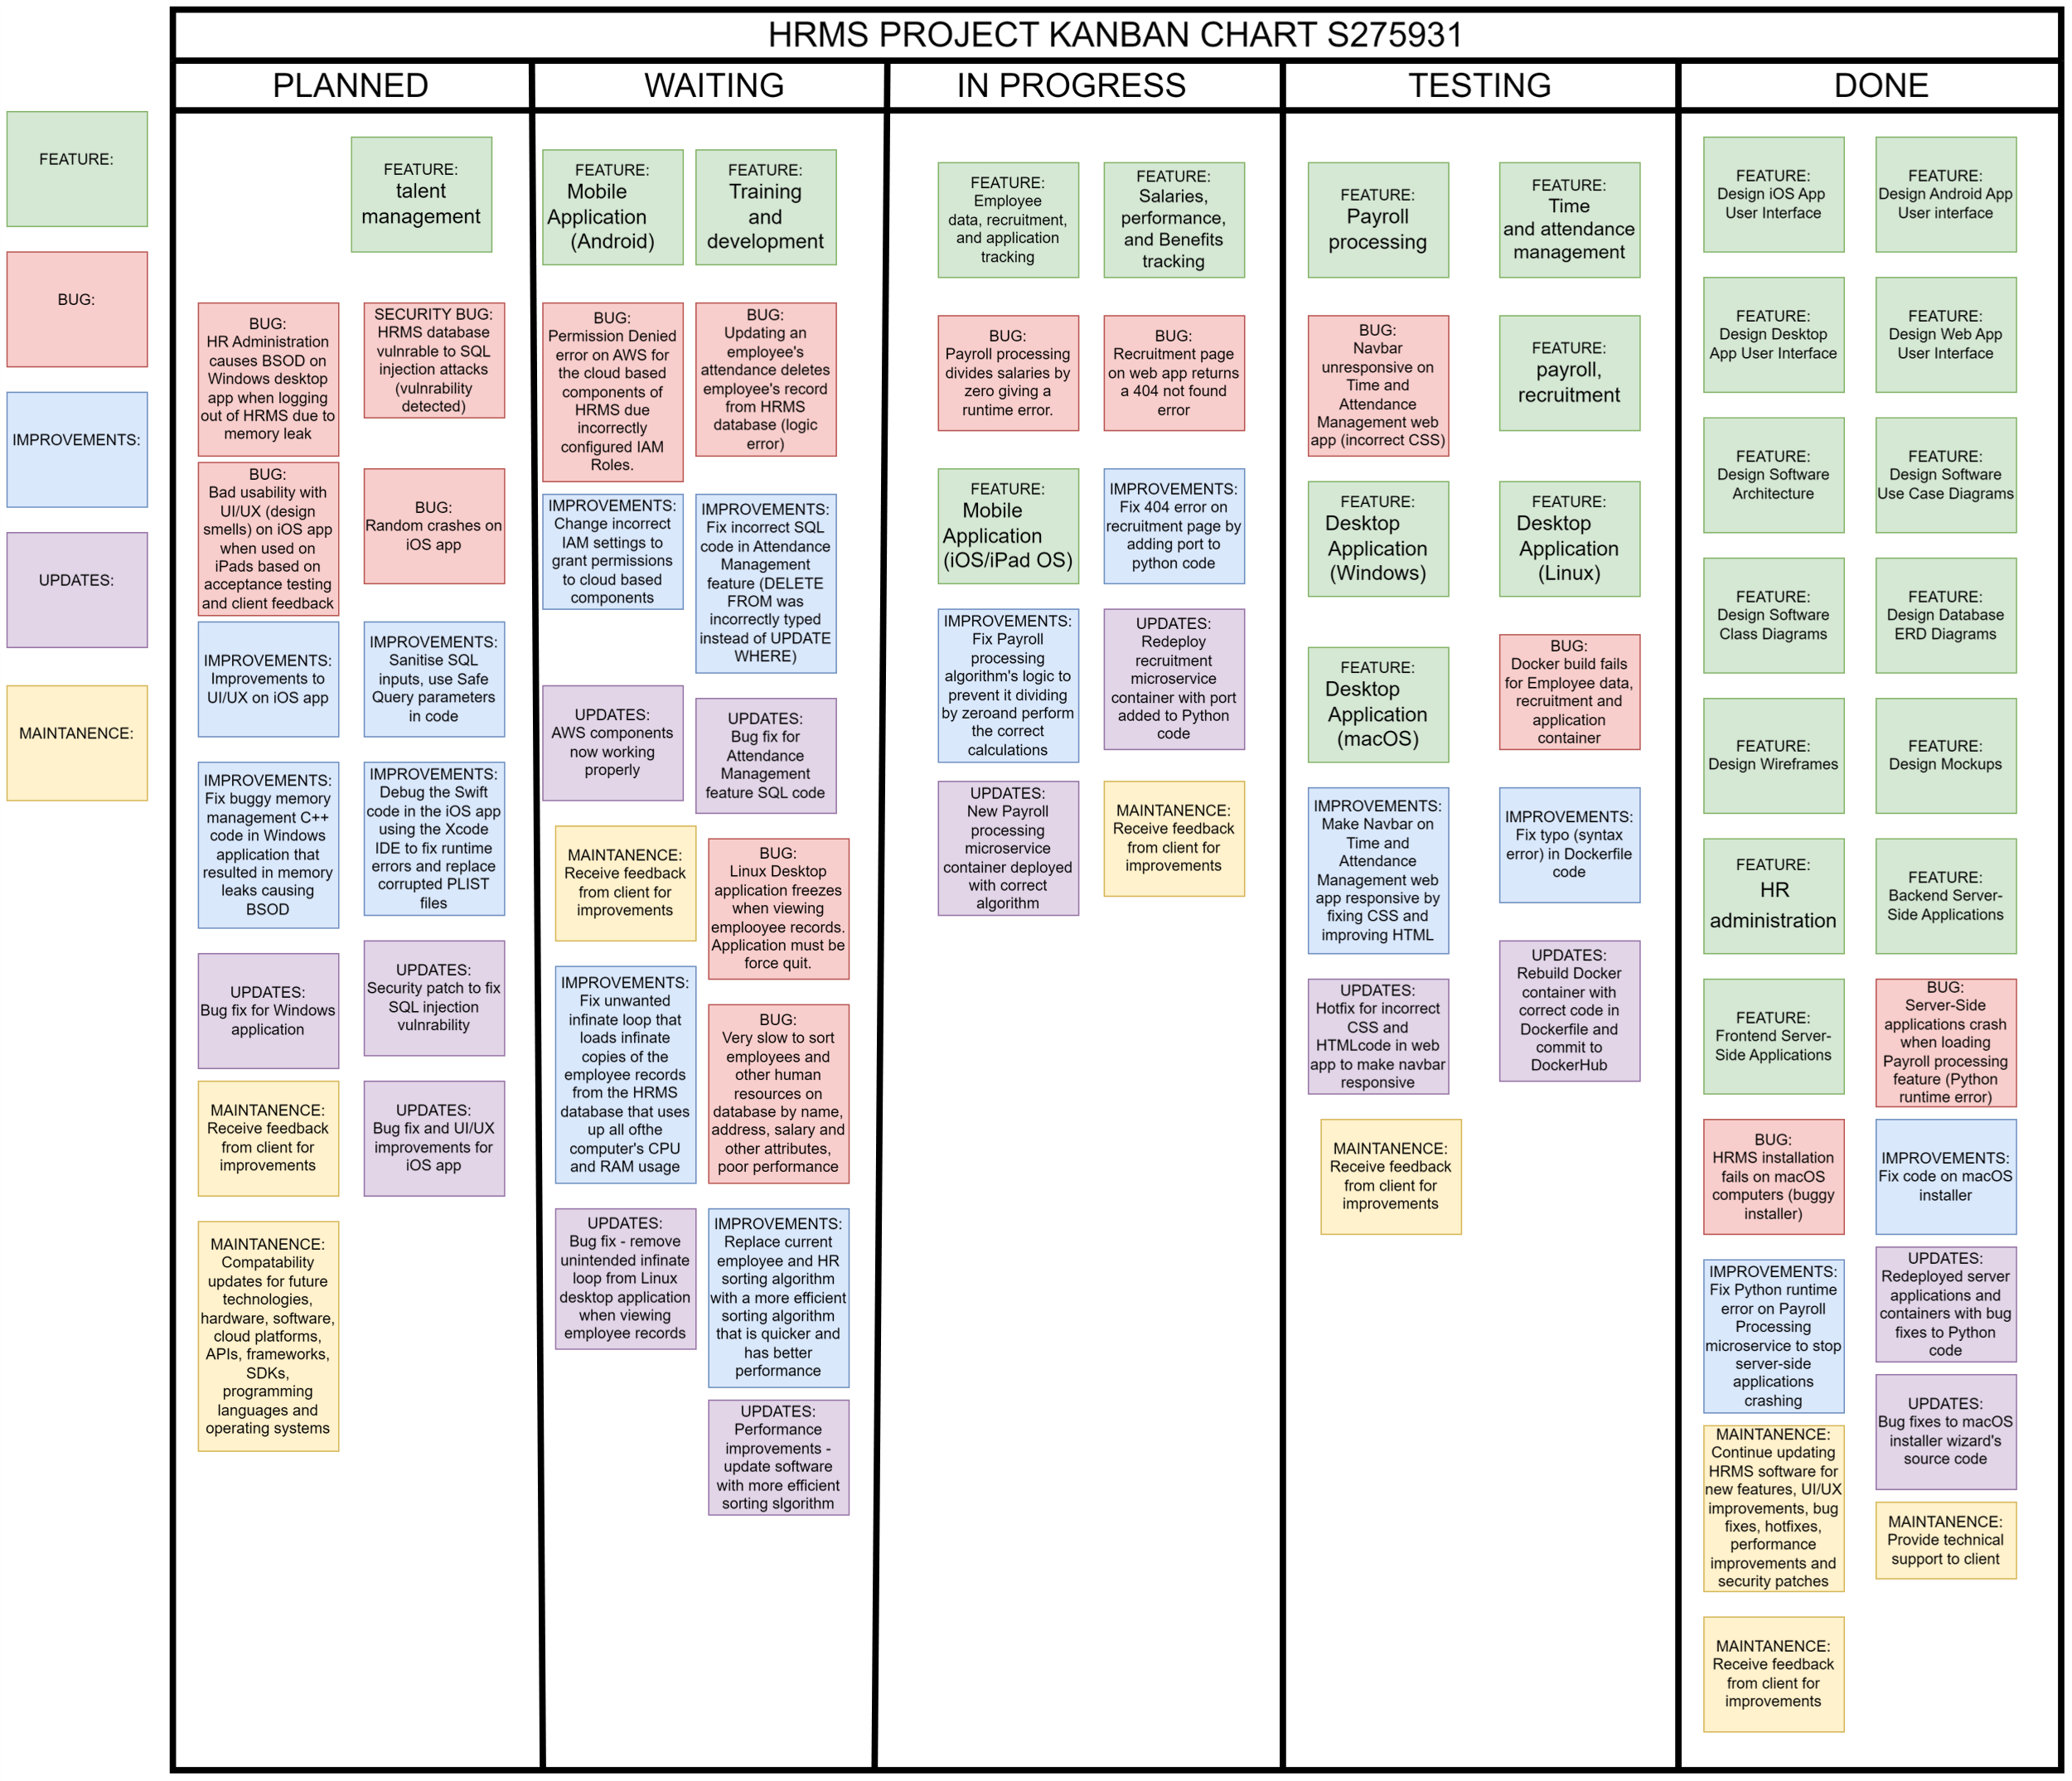 HRMS PROJECT KANBAN CHART S275931
PLANNED
WAITING
IN PROGRESS
TESTING
DONE
FEATURE:
BUG:
IMPROVEMENTS:
UPDATES:
MAINTANENCE:
FEATURE:
talent
management
BUG:
HR Administration
causes BSOD on
Windows desktop
app when logging
out of HRMS due to
memory leak
SECURITY BUG:
HRMS database
vulnrable to SQL
injection attacks
(vulnrability
detected)
BUG:
Bad usability with
UI/UX (design
smells) on iOS app
when used on
iPads based on
acceptance testing
and client feedback
BUG:
Random crashes on
iOS app
IMPROVEMENTS:
Improvements to
UI/UX on iOS app
IMPROVEMENTS:
Sanitise SQL
inputs, use Safe
Query parameters
in code
IMPROVEMENTS:
Fix buggy memory
management C++
code in Windows
application that
resulted in memory
leaks causing
BSOD
IMPROVEMENTS:
Debug the Swift
code in the iOS app
using the Xcode
IDE to fix runtime
errors and replace
corrupted PLIST
files
UPDATES:
Bug fix for Windows
application
UPDATES:
Security patch to fix
SQL injection
vulnrability
MAINTANENCE:
Receive feedback
from client for
improvements
UPDATES:
Bug fix and UI/UX
improvements for
iOS app
MAINTANENCE:
Compatability
updates for future
technologies,
hardware, software,
cloud platforms,
APIs, frameworks,
SDKs,
programming
languages and
operating systems
FEATURE:
Mobile
Application
(Android)
FEATURE:
Training
and
development
BUG:
Permission Denied
error on AWS for
the cloud based
components of
HRMS due
incorrectly
configured IAM
Roles.
BUG:
Updating an
employee's
attendance deletes
employee's record
from HRMS
database (logic
error)
IMPROVEMENTS:
Change incorrect
IAM settings to
grant permissions
to cloud based
components
IMPROVEMENTS:
Fix incorrect SQL
code in Attendance
Management
feature (DELETE
FROM was
incorrectly typed
instead of UPDATE
WHERE)
UPDATES:
AWS components
now working
properly
UPDATES:
Bug fix for
Attendance
Management
feature SQL code
MAINTANENCE:
Receive feedback
from client for
improvements
BUG:
Linux Desktop
application freezes
when viewing
emplooyee records.
Application must be
force quit.
IMPROVEMENTS:
Fix unwanted
infinate loop that
loads infinate
copies of the
employee records
from the HRMS
database that uses
up all ofthe
computer's CPU
and RAM usage
BUG:
Very slow to sort
employees and
other human
resources on
database by name,
address, salary and
other attributes,
poor performance
UPDATES:
Bug fix - remove
unintended infinate
loop from Linux
desktop application
when viewing
employee records
IMPROVEMENTS:
Replace current
employee and HR
sorting algorithm
with a more efficient
sorting algorithm
that is quicker and
has better
performance
UPDATES:
Performance
improvements -
update software
with more efficient
sorting slgorithm
FEATURE:
Employee
data, recruitment,
and application
tracking
FEATURE:
Salaries,
performance,
and Benefits
tracking
BUG:
Payroll processing
divides salaries by
zero giving a
runtime error.
BUG:
Recruitment page
on web app returns
a 404 not found
error
FEATURE:
Mobile
Application
(iOS/iPad OS)
IMPROVEMENTS:
Fix 404 error on
recruitment page by
adding port to
python code
IMPROVEMENTS:
Fix Payroll
processing
algorithm's logic to
prevent it dividing
by zeroand perform
the correct
calculations
UPDATES:
Redeploy
recruitment
microservice
container with port
added to Python
code
UPDATES:
New Payroll
processing
microservice
container deployed
with correct
algorithm
MAINTANENCE:
Receive feedback
from client for
improvements
FEATURE:
Payroll
processing
FEATURE:
Time
and attendance
management
BUG:
Navbar
unresponsive on
Time and
Attendance
Management web
app (incorrect CSS)
FEATURE:
payroll,
recruitment
FEATURE:
Desktop
Application
(Windows)
FEATURE:
Desktop
Application
(Linux)
FEATURE:
Desktop
Application
(macOS)
BUG:
Docker build fails
for Employee data,
recruitment and
application
container
IMPROVEMENTS:
Make Navbar on
Time and
Attendance
Management web
app responsive by
fixing CSS and
improving HTML
IMPROVEMENTS:
Fix typo (syntax
error) in Dockerfile
code
UPDATES:
Hotfix for incorrect
CSS and
HTMLcode in web
app to make navbar
responsive
UPDATES:
Rebuild Docker
container with
correct code in
Dockerfile and
commit to
DockerHub
MAINTANENCE:
Receive feedback
from client for
improvements
FEATURE:
Design iOS App
User Interface
FEATURE:
Design Android App
User interface
FEATURE:
Design Desktop
App User Interface
FEATURE:
Design Web App
User Interface
FEATURE:
Design Software
Architecture
FEATURE:
Design Software
Use Case Diagrams
FEATURE:
Design Software
Class Diagrams
FEATURE:
Design Database
ERD Diagrams
FEATURE:
Design Wireframes
FEATURE:
Design Mockups
FEATURE:
HR
administration
FEATURE:
Backend Server-
Side Applications
FEATURE:
Frontend Server-
Side Applications
BUG:
Server-Side
applications crash
when loading
Payroll processing
feature (Python
runtime error)
BUG:
HRMS installation
fails on macOS
computers (buggy
installer)
IMPROVEMENTS:
Fix code on macOS
installer
IMPROVEMENTS:
Fix Python runtime
error on Payroll
Processing
microservice to stop
server-side
applications
crashing
UPDATES:
Redeployed server
applications and
containers with bug
fixes to Python
code
UPDATES:
Bug fixes to macOS
installer wizard's
source code
MAINTANENCE:
Continue updating
HRMS software for
new features, UI/UX
improvements, bug
fixes, hotfixes,
performance
improvements and
security patches
MAINTANENCE:
Provide technical
support to client
MAINTANENCE:
Receive feedback
from client for
improvements